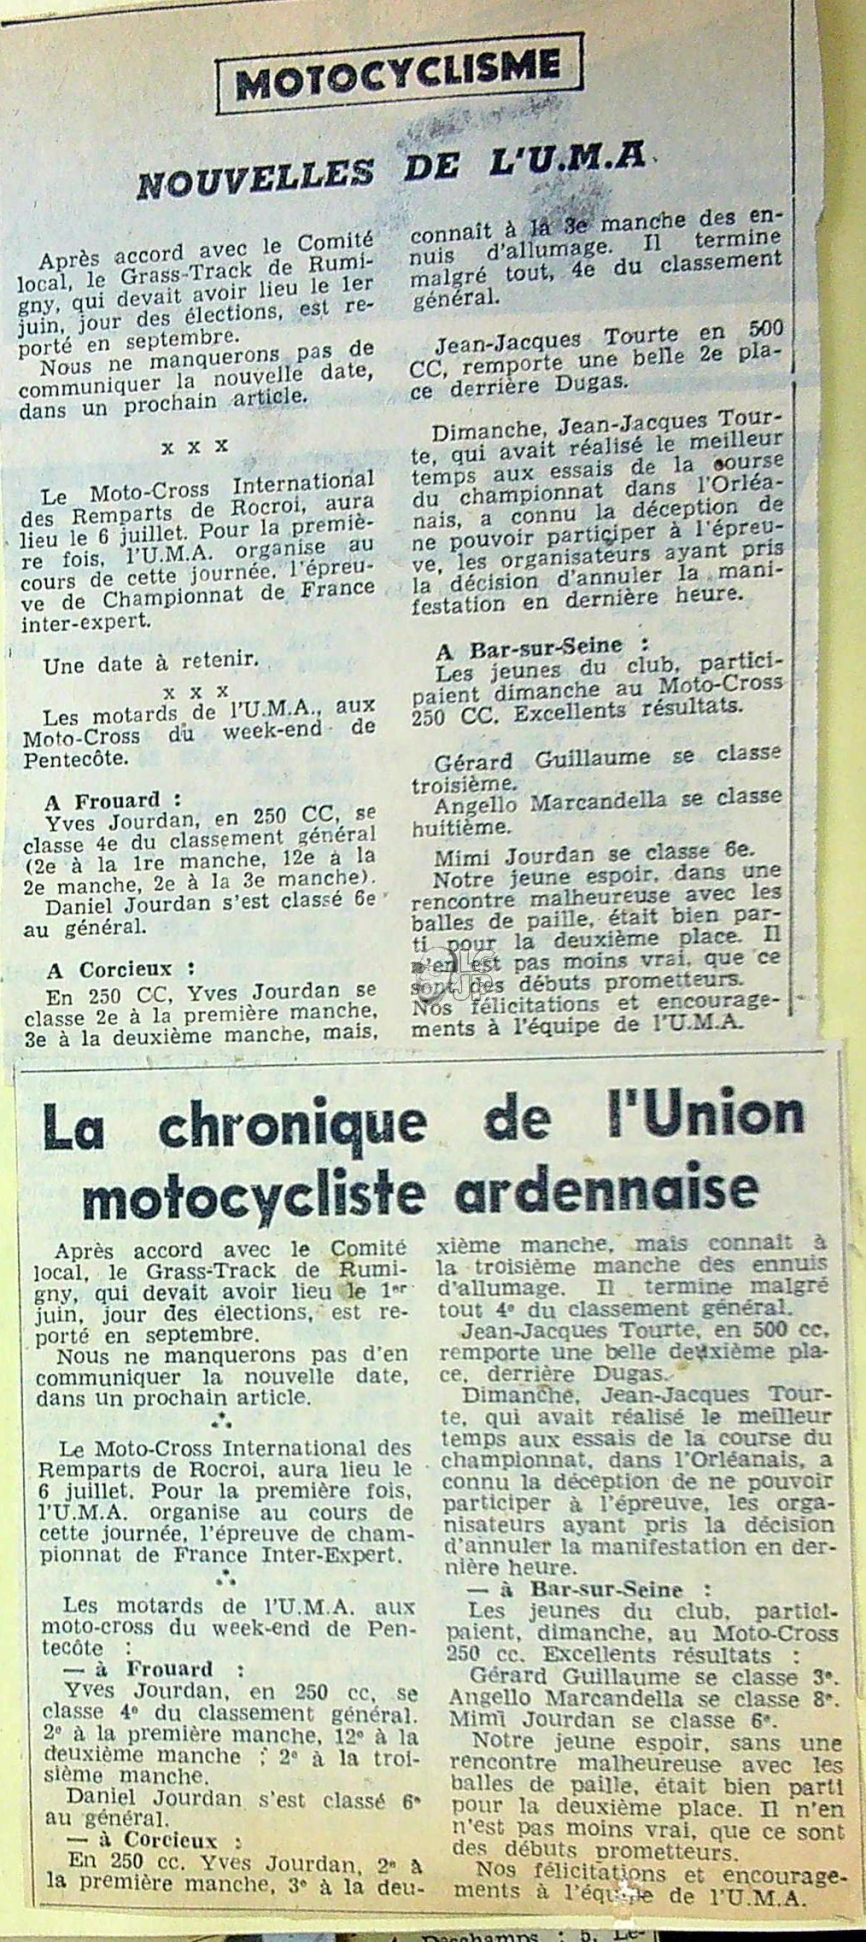 MOTOCYCLISME
NOUVELLES DE L'U.M.A.
Après accord avec le Comité
local, le Grass-Track de Rumi-
gny, qui devait avoir lieu le 1er
juin, jour des élections, est re-
porté en septembre.
Nous ne manquerons pas de
communiquer la nouvelle date,
dans un prochain article.
x x x
Le Moto-Cross International
des Remparts de Rocroi, aura
lieu le 6 juillet. Pour la premiè-
re fois, l'U.M.A. organise au
cours de cette journée, l'épreu-
ve de Championnat de France
inter-expert.
Une date à retenir.
x x x
Les motards de l'U.M.A., aux
Moto-Cross du week-end de
Pentecôte.
A Frouard :
Yves Jourdan, en 250 CC, se
classe 4e du classement général
(2e à la 1re manche, 12e à la
2e manche, 2e à la 3e manche).
Daniel Jourdan s'est classé 6e
au général.
A Corcieux :
En 250 CC, Yves Jourdan se
classe 2e à la première manche,
3e à la deuxième manche, mais,
connaît à la 3e manche des en-
nuis d'allumage. Il termine
malgré tout, 4e du classement
général.
Jean-Jacques Tourte en 500
CC, remporte une belle 2e pla-
ce derrière Dugas.
Dimanche, Jean-Jacques Tour-
te, qui avait réalisé le meilleur
temps aux essais de la course
du championnat dans l'Orléa-
nais, a connu la déception de
ne pouvoir participer à l'épreu-
ve, les organisateurs ayant pris
la décision d'annuler la mani-
festation en dernière heure.
A Bar-sur-Seine :
Les jeunes du club, partici-
paient dimanche au Moto-Cross
250 CC. Excellents résultats.
Gérard Guillaume se classe
troisième.
Angello Marcandella se classe
huitième.
Mimi Jourdan se classe 6e.
Notre jeune espoir, dans une
rencontre malheureuse avec les
balles de paille, était bien par-
ti pour la deuxième place. Il
n'en est pas moins vrai, que ce
sont des débuts prometteurs.
Nos félicitations et encourage-
ments à l'équipe de l'U.M.A.
La chronique de l'Union
motocycliste ardennaise
Après accord avec le Comité
local, le Grass-Track de Rumi-
gny, qui devait avoir lieu le 1er
juin, jour des élections, est re-
porté en septembre.
Nous ne manquerons pas d'en
communiquer la nouvelle date,
dans un prochain article.
Le Moto-Cross International des
Remparts de Rocroi, aura lieu le
6 juillet. Pour la première fois,
l'U.M.A. organise au cours de
cette journée, l'épreuve de cham-
pionnat de France Inter-Expert.
Les motards de l'U.M.A. aux
moto-cross du week-end de Pen-
tecôte :
— à Frouard :
Yves Jourdan, en 250 cc, se
classe 4e du classement général.
2e à la première manche, 12e à la
deuxième manche ; 2e à la troi-
sième manche.
Daniel Jourdan s'est classé 6e
au général.
— à Corcieux :
En 250 cc. Yves Jourdan, 2e à
la première manche, 3e à la deu-
xième manche, mais connaît à
la troisième manche des ennuis
d'allumage. Il termine malgré
tout 4e du classement général.
Jean-Jacques Tourte, en 500 cc,
remporte une belle deuxième pla-
ce, derrière Dugas.
Dimanche, Jean-Jacques Tour-
te, qui avait réalisé le meilleur
temps aux essais de la course du
championnat, dans l'Orléanais, a
connu la déception de ne pouvoir
participer à l'épreuve, les orga-
nisateurs ayant pris la décision
d'annuler la manifestation en der-
nière heure.
— à Bar-sur-Seine :
Les jeunes du club, partici-
paient, dimanche, au Moto-Cross
250 cc. Excellents résultats :
Gérard Guillaume se classe 3e.
Angello Marcandella se classe 8e.
Mimi Jourdan se classe 6e.
Notre jeune espoir, sans une
rencontre malheureuse avec les
balles de paille, était bien parti
pour la deuxième place. Il n'en
n'est pas moins vrai, que ce sont
des débuts prometteurs.
Nos félicitations et encourage-
ments à l'équipe de l'U.M.A.
Deschamps ; 5. Le-